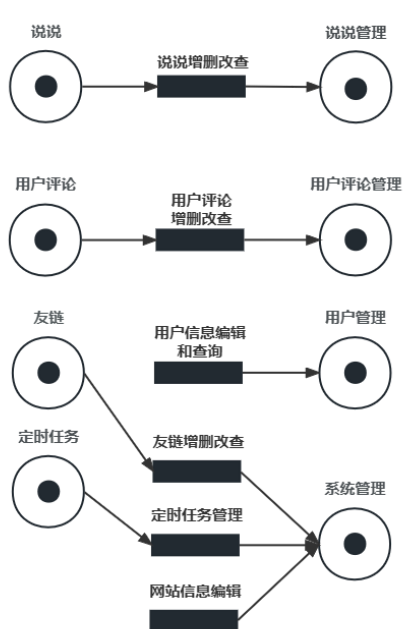 说说
说说增删改查
说说管理
用户评论
用户评论
增删改查
用户评论管理
友链
用户信息编辑
和查询
用户管理
定时任务
友链增删改查
系统管理
定时任务管理
网站信息编辑